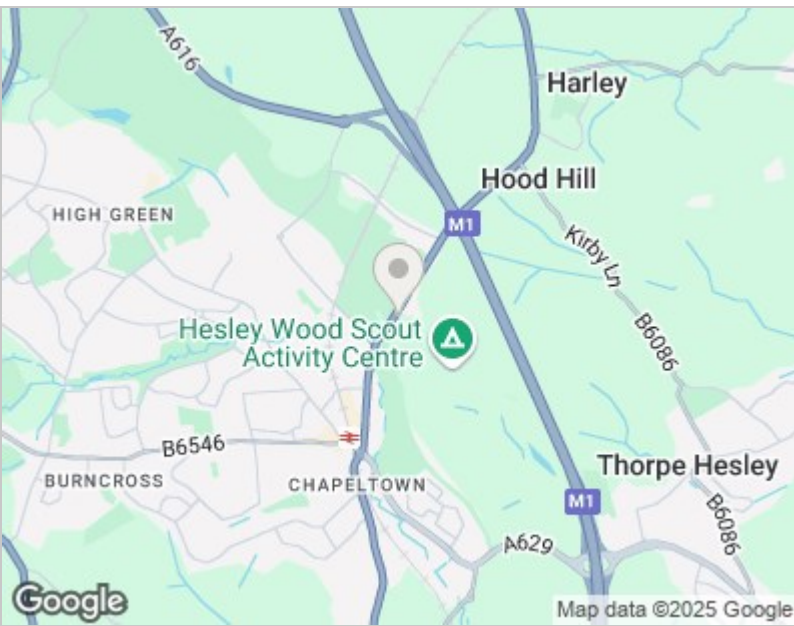 A616
Harley
Hood Hill
HIGH GREEN
M1
Kirby Ln
Hesley Wood Scout
Activity Centre
B6086
B6546
Thorpe Hesley
BURNCROSS
CHAPELTOWN
M1
B6086
A629
Google
Map data ©2025 Google